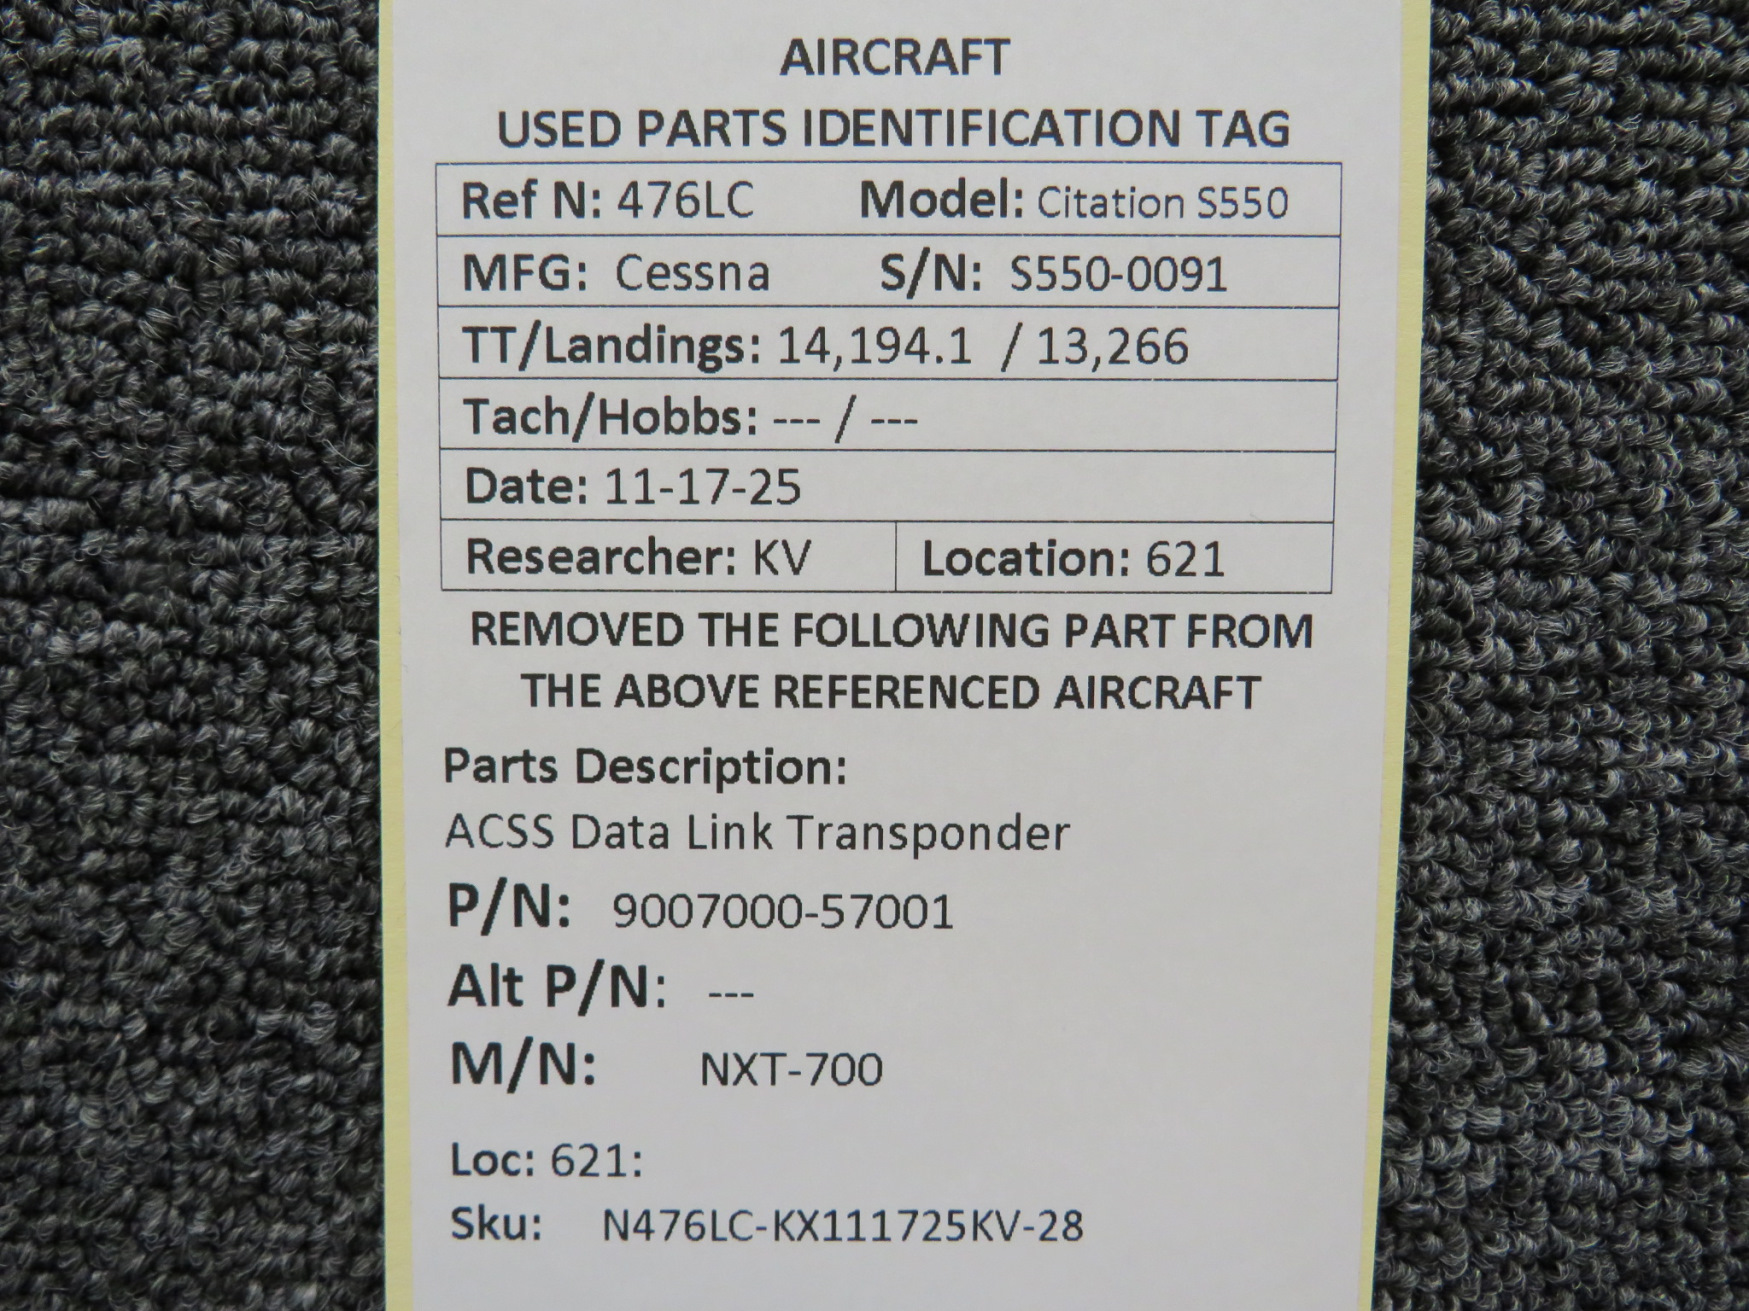 AIRCRAFT
USED PARTS IDENTIFICATION TAG
Ref N: 476LC Model: Citation S550
MFG: Cessna S/N: S550-0091
TT/Landings: 14,194.1 / 13,266
Tach/Hobbs: --- / ---
Date: 11-17-25
Researcher: KV Location: 621
REMOVED THE FOLLOWING PART FROM
THE ABOVE REFERENCED AIRCRAFT
Parts Description:
ACSS Data Link Transponder
P/N: 9007000-57001
Alt P/N: ---
M/N: NXT-700
Loc: 621:
Sku: N476LC-KX111725KV-28